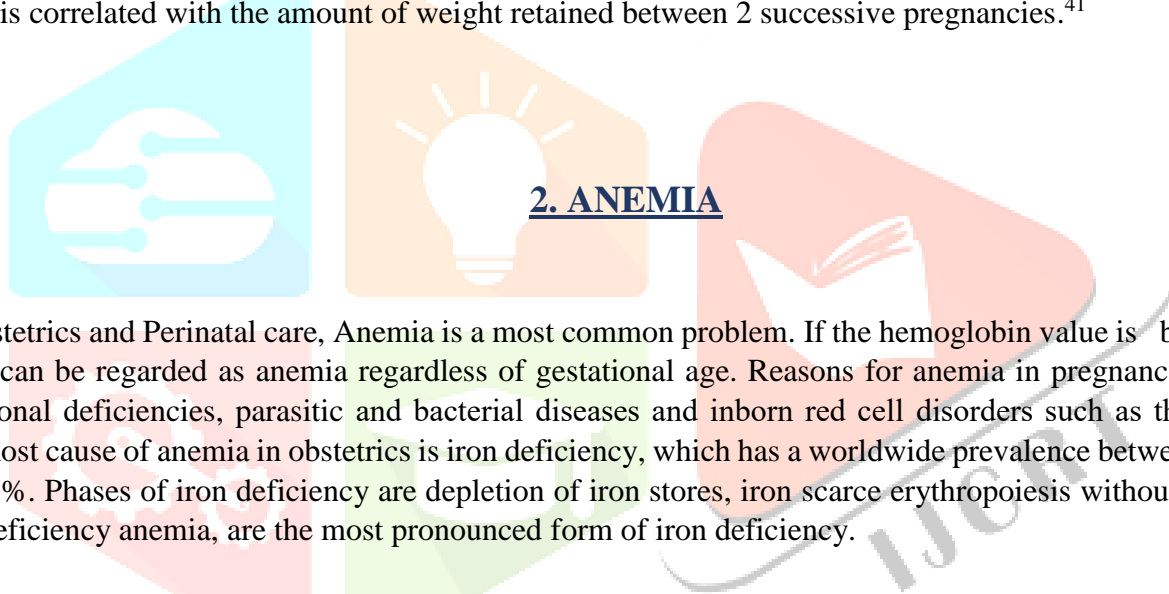 is correlated with the amount of weight retained between 2 successive pregnancies.41
2. ANEMIA
stetrics and Perinatal care, Anemia is a most common problem. If the hemoglobin value is b
can be regarded as anemia regardless of gestational age. Reasons for anemia in pregnanc
onal deficiencies, parasitic and bacterial diseases and inborn red cell disorders such as th
nost cause of anemia in obstetrics is iron deficiency, which has a worldwide prevalence betwe
%. Phases of iron deficiency are depletion of iron stores, iron scarce erythropoiesis withou
eficiency anemia, are the most pronounced form of iron deficiency.
IJCRT